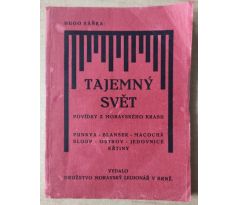 HUGO SÁŇKA:
TAJEMNÝ
SVĚT
POVÍDKY Z MORAVSKÉHO KRASU
PUNKVA - BLANSKO - MACOCHA
SLOUP - OSTROV - JEDOVNICE
KŘTINY
VYDALO
DRUŽSTVO MORAVSKÝ LEGIONÁŘ V BRNĚ.